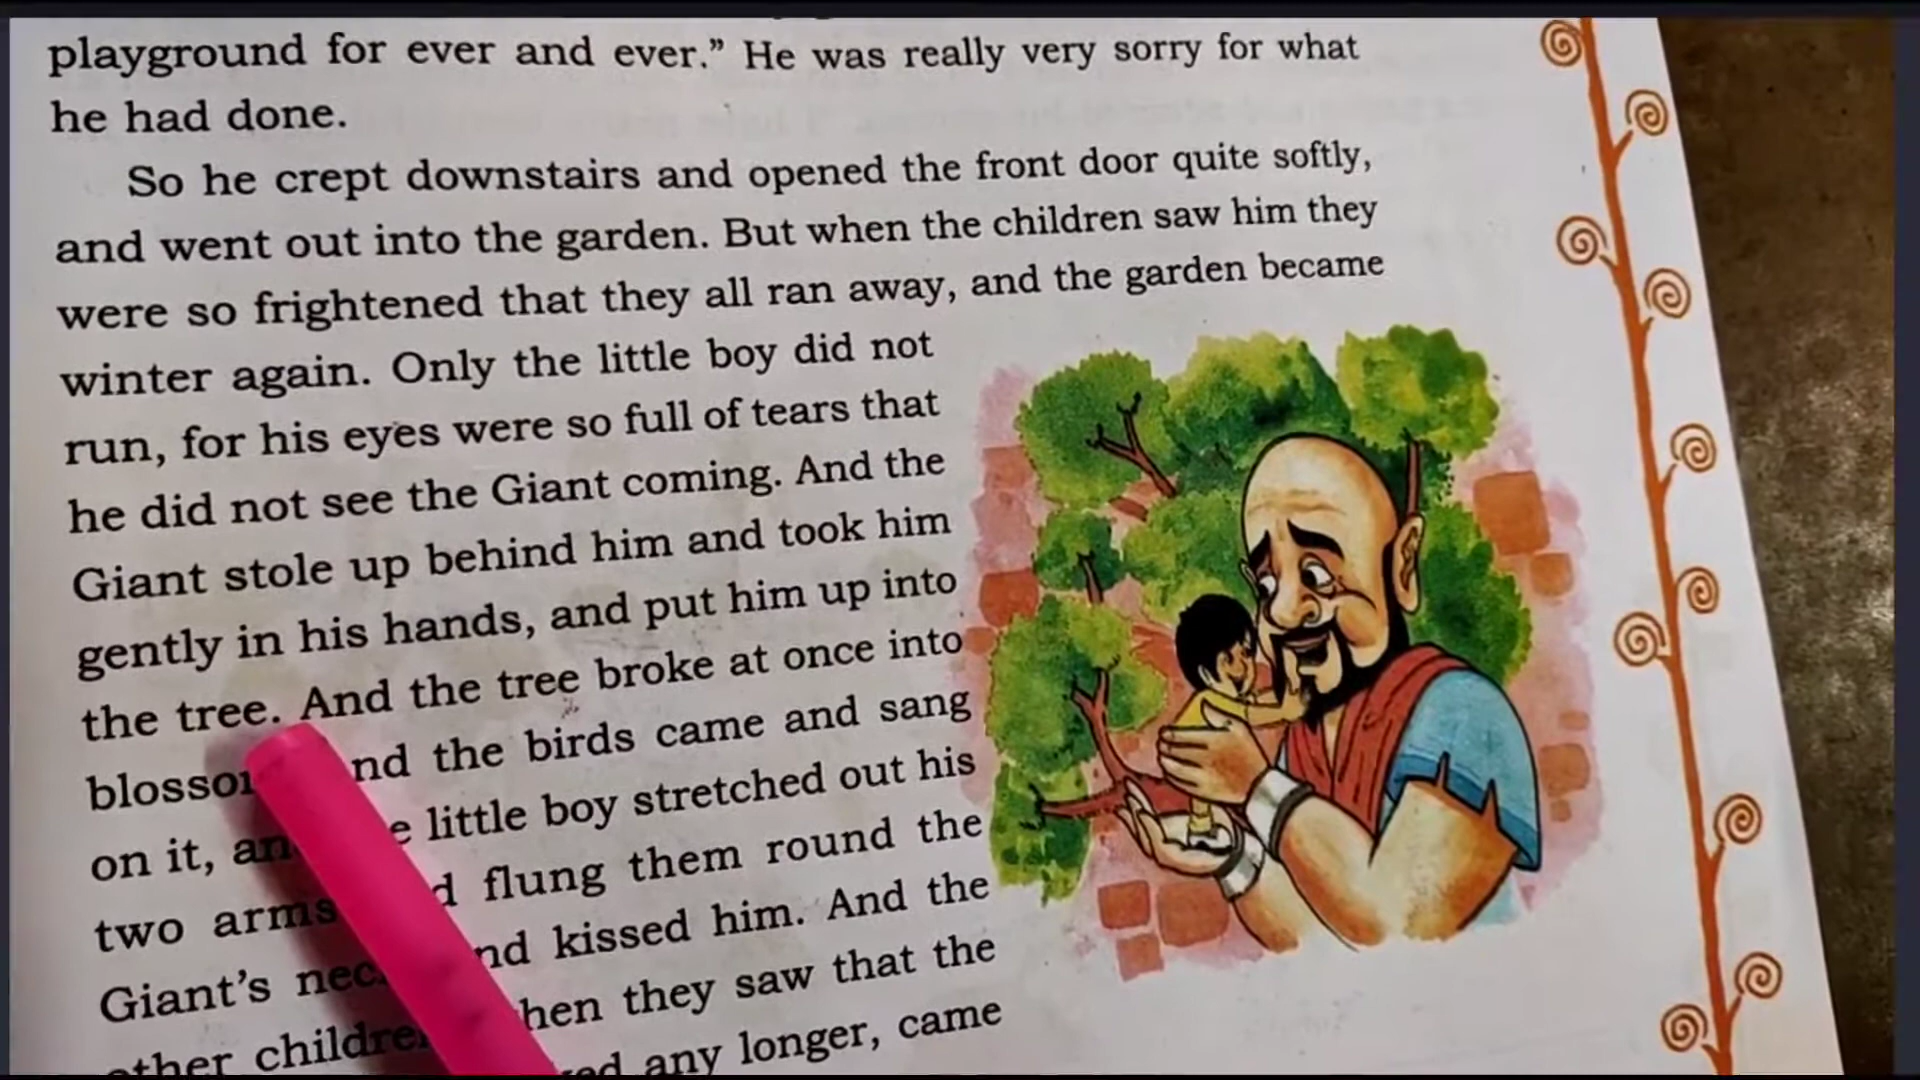 playground for ever and ever.” He was really very sorry for what
he had done.
So he crept downstairs and opened the front door quite softly,
and went out into the garden. But when the children saw him they
were so frightened that they all ran away, and the garden became
winter again. Only the little boy did not
run, for his eyes were so full of tears that
he did not see the Giant coming. And the
Giant stole up behind him and took him
gently in his hands, and put him up into
the tree. And the tree broke at once into
the birds came and sang
on it, little boy stretched out his
two arms flung them round the
Giant’s kissed him. And the
other they saw that the
any longer, came